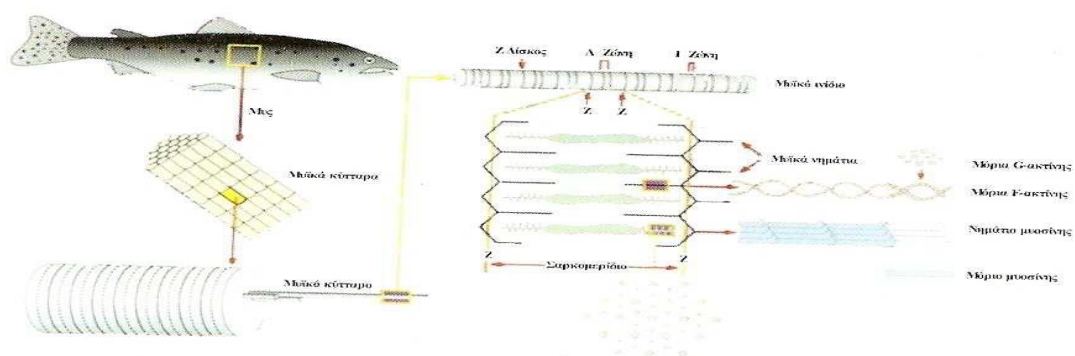 Z Δίσκος
Α Ζώνη
Ι Ζώνη
Μυϊκό ινίδιο
Z
Z
Μυς
Μυϊκά κύτταρα
Μυϊκά νημάτια
Μόρια G-ακτίνης
Μόρια F-ακτίνης
Νημάτιο μυοσίνης
Z
Σαρκομερίδιο
Z
Μυϊκό κύτταρο
Μόριο μυοσίνης